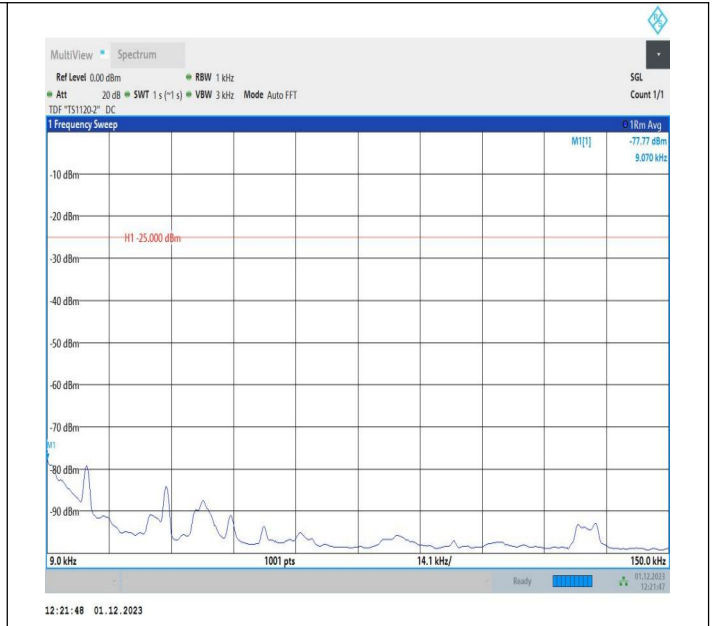 R S
MultiView Spectrum
Ref Level 0.00 dBm RBW 1 kHz SGL
Att 20 dB SWT 1 s (~1 s) VBW 3 kHz Mode Auto FFT Count 1/1
TDF "TS1120-2" DC
1 Frequency Sweep 1Rm Avg
M1[1] -77.77 dBm
9.070 kHz
-10 dBm
-20 dBm
H1 -25.000 dBm
-30 dBm
-40 dBm
-50 dBm
-60 dBm
-70 dBm
M1
-80 dBm
-90 dBm
9.0 kHz 1001 pts 14.1 kHz/ 150.0 kHz
Ready 01.12.2023
12:21:47
12:21:48 01.12.2023